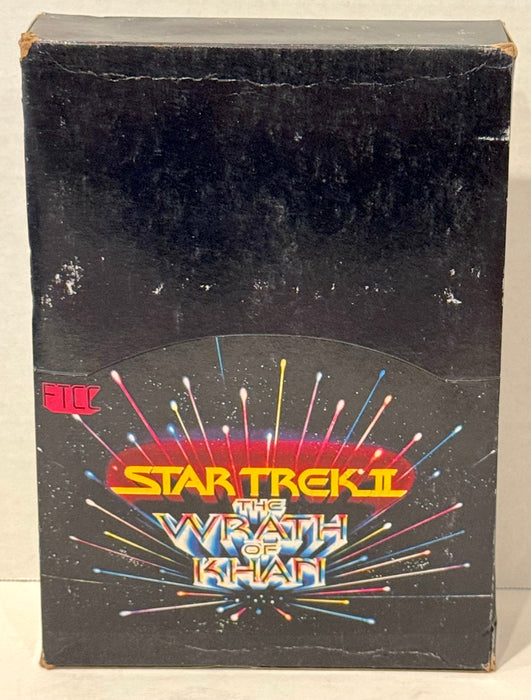 FTCC
STAR TREK II
THE
WRATH
OF
KHAN